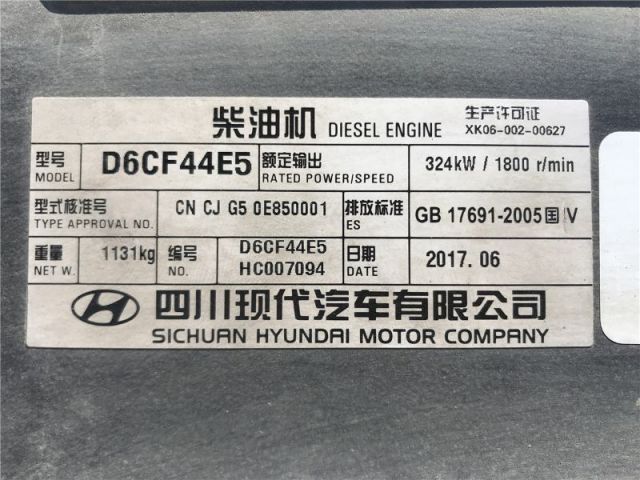 柴油机 DIESEL ENGINE
生产许可证
XK06-002-00627
型号
MODEL
D6CF44E5
额定输出
RATED POWER/SPEED
324kW / 1800 r/min
型式核准号
TYPE APPROVAL NO.
CN CJ G5 0E850001
排放标准
ES
GB 17691-2005国ⅠV
重量
NET W.
1131kg
编号
NO.
D6CF44E5
HC007094
日期
DATE
2017.06
四川现代汽车有限公司
SICHUAN HYUNDAI MOTOR COMPANY